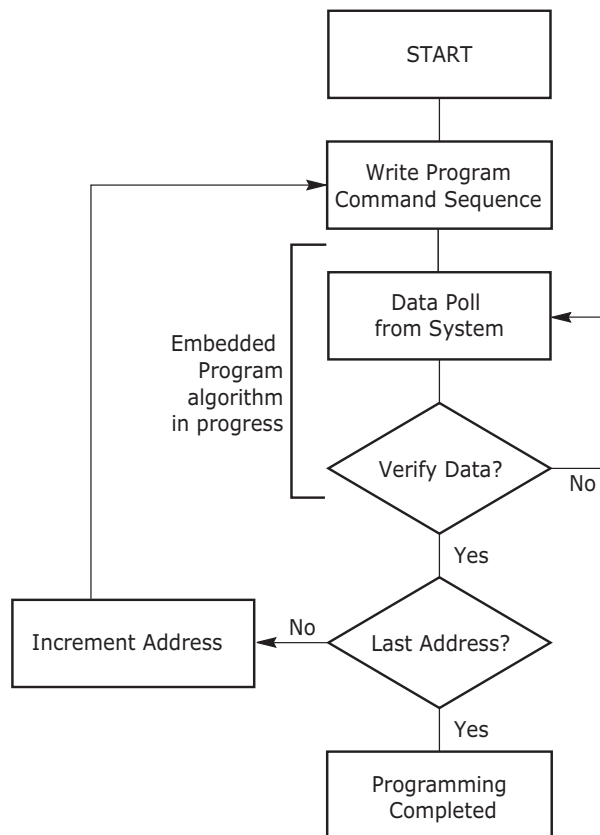 START
Write Program
Command Sequence
Data Poll
from System
Embedded
Program
algorithm
in progress
Verify Data?
No
Yes
Increment Address
No
Last Address?
Yes
Programming
Completed